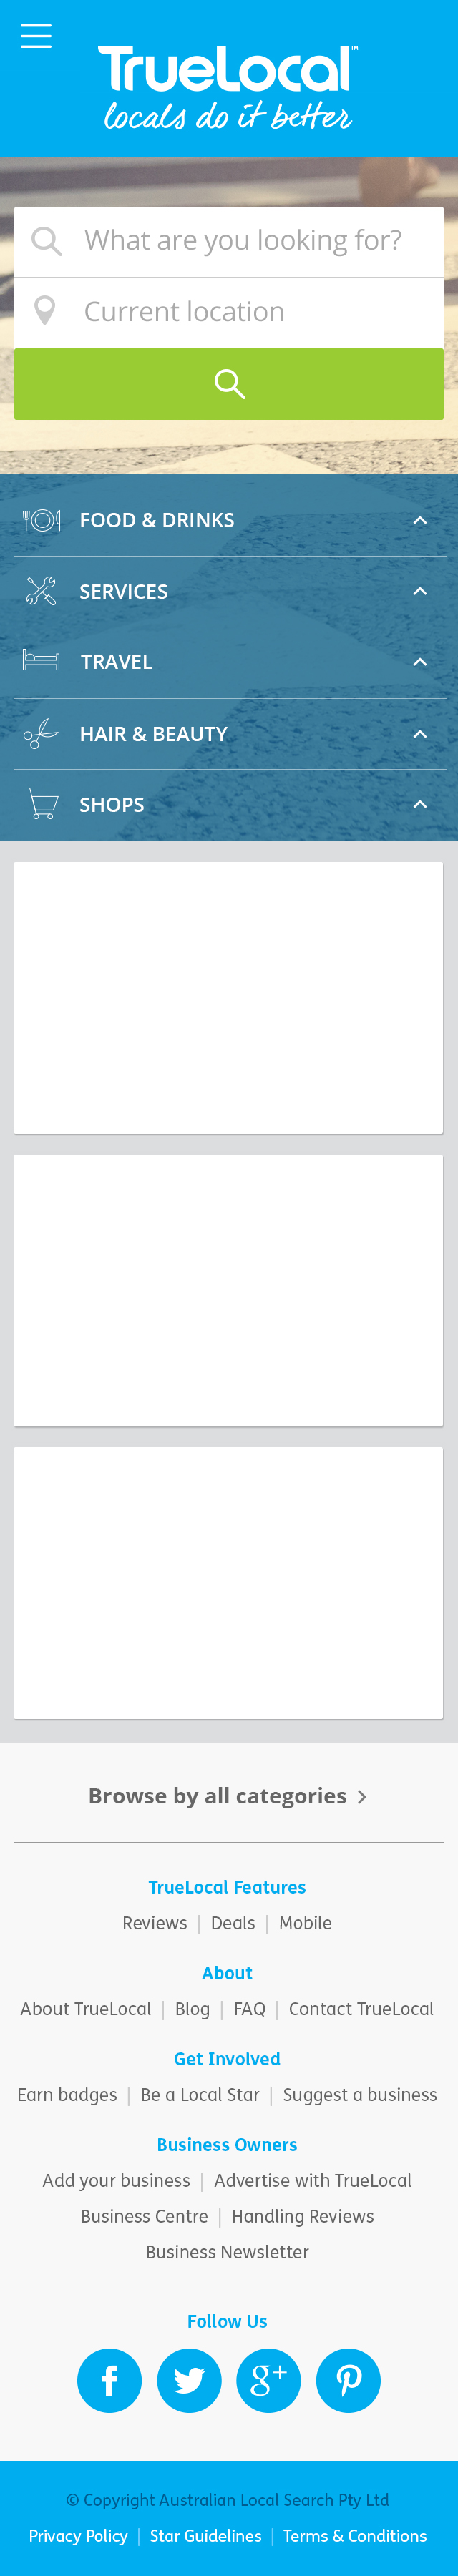 TrueLocal™
locals do it better
What are you looking for?
Current location
FOOD & DRINKS
SERVICES
TRAVEL
HAIR & BEAUTY
SHOPS
Browse by all categories
TrueLocal Features
Reviews | Deals | Mobile
About
About TrueLocal | Blog | FAQ | Contact TrueLocal
Get Involved
Earn badges | Be a Local Star | Suggest a business
Business Owners
Add your business | Advertise with TrueLocal
Business Centre | Handling Reviews
Business Newsletter
Follow Us
© Copyright Australian Local Search Pty Ltd
Privacy Policy | Star Guidelines | Terms & Conditions